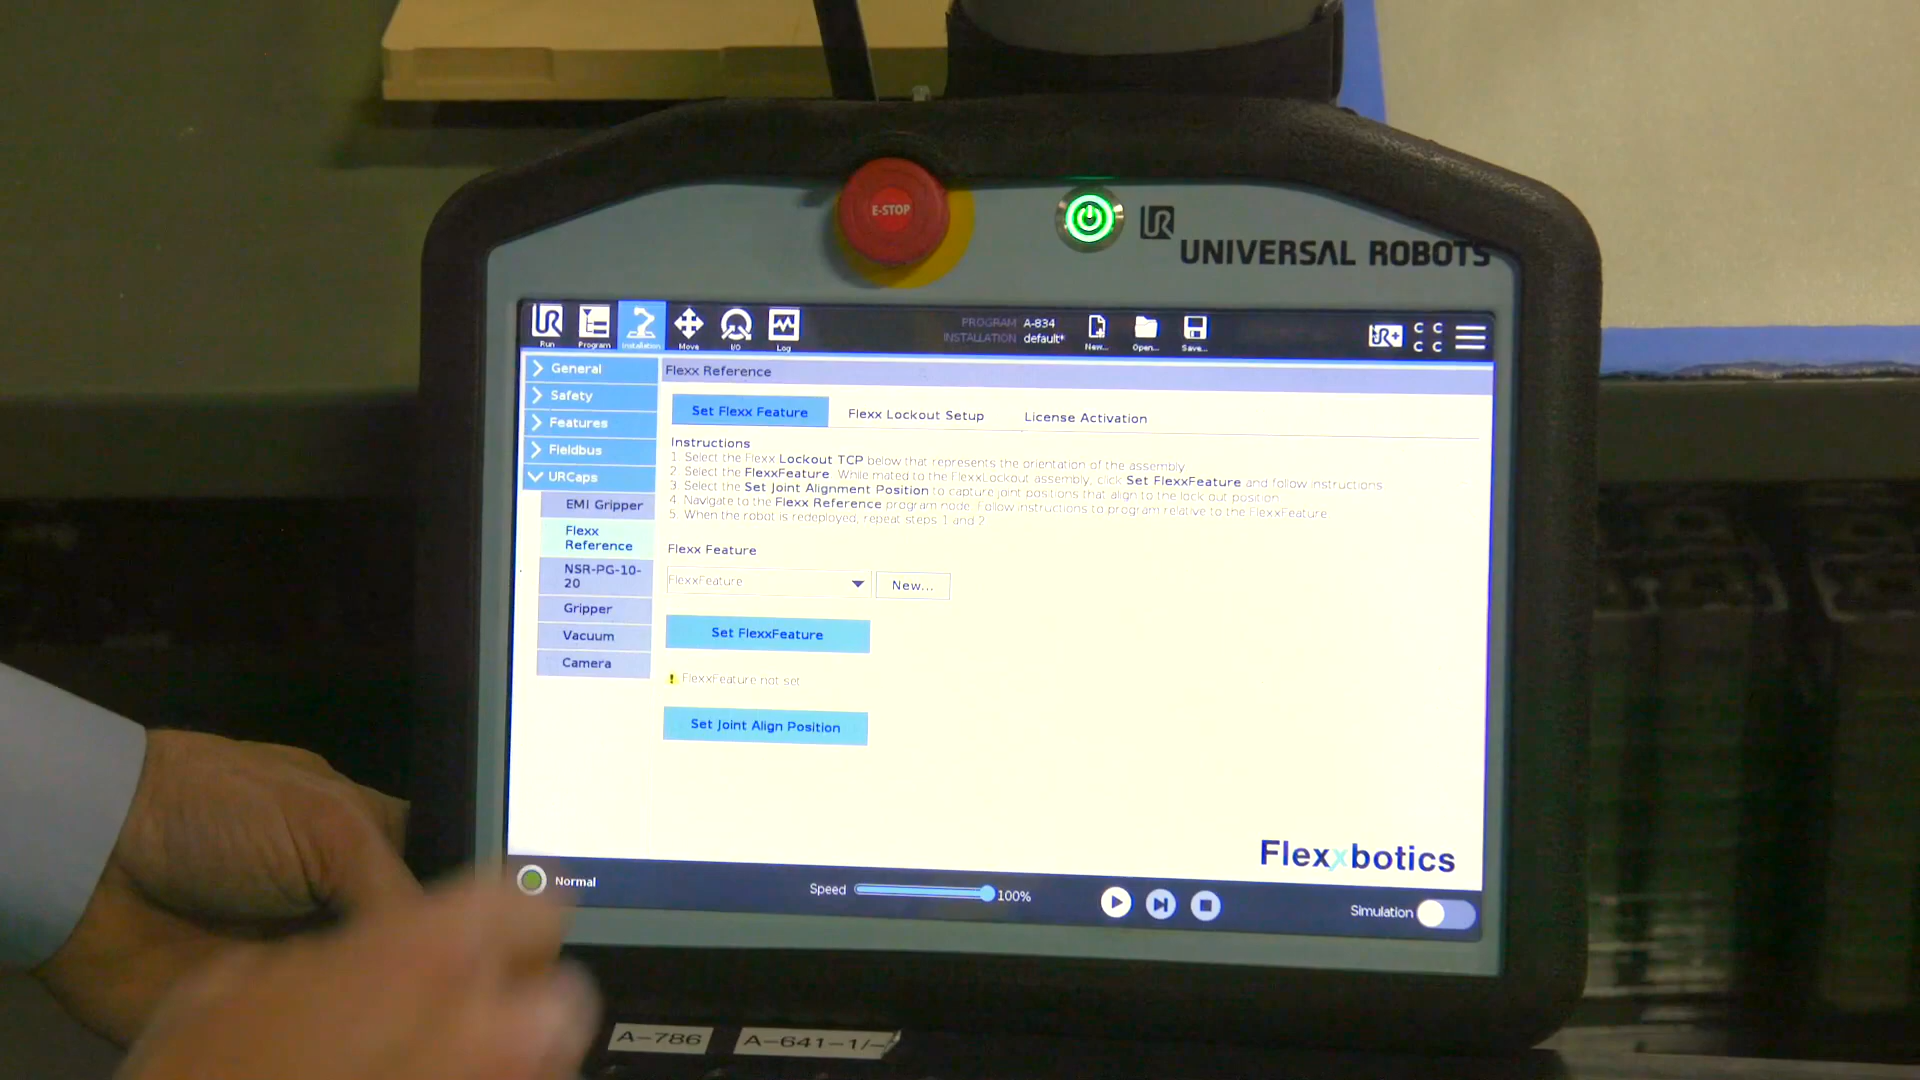 E-STOP
UR
UNIVERSAL ROBOTS
Run
Program
Installation
Move
I/O
Log
PROGRAM A-834
INSTALLATION default*
New...
Open...
Save...
UR+
C C
C C
General
Safety
Features
Fieldbus
URCaps
EMI Gripper
Flexx
Reference
NSR-PG-10-
20
Gripper
Vacuum
Camera
Flexx Reference
Set Flexx Feature
Flexx Lockout Setup
License Activation
Instructions
1. Select the Flexx Lockout TCP below that represents the orientation of the assembly
2. Select the FlexxFeature. While mated to the FlexxLockout assembly, click Set FlexxFeature and follow instructions
3. Select the Set Joint Alignment Position to capture joint postions that align to the lock out position
4. Navigate to the Flexx Reference program node. Follow instructions to program relative to the FlexxFeature
5. When the robot is redeployed, repeat steps 1 and 2
Flexx Feature
FlexxFeature
New...
Set FlexxFeature
! FlexxFeature not set
Set Joint Align Position
Flexxbotics
Normal
Speed
100%
Simulation
A-786
A-641-1/-